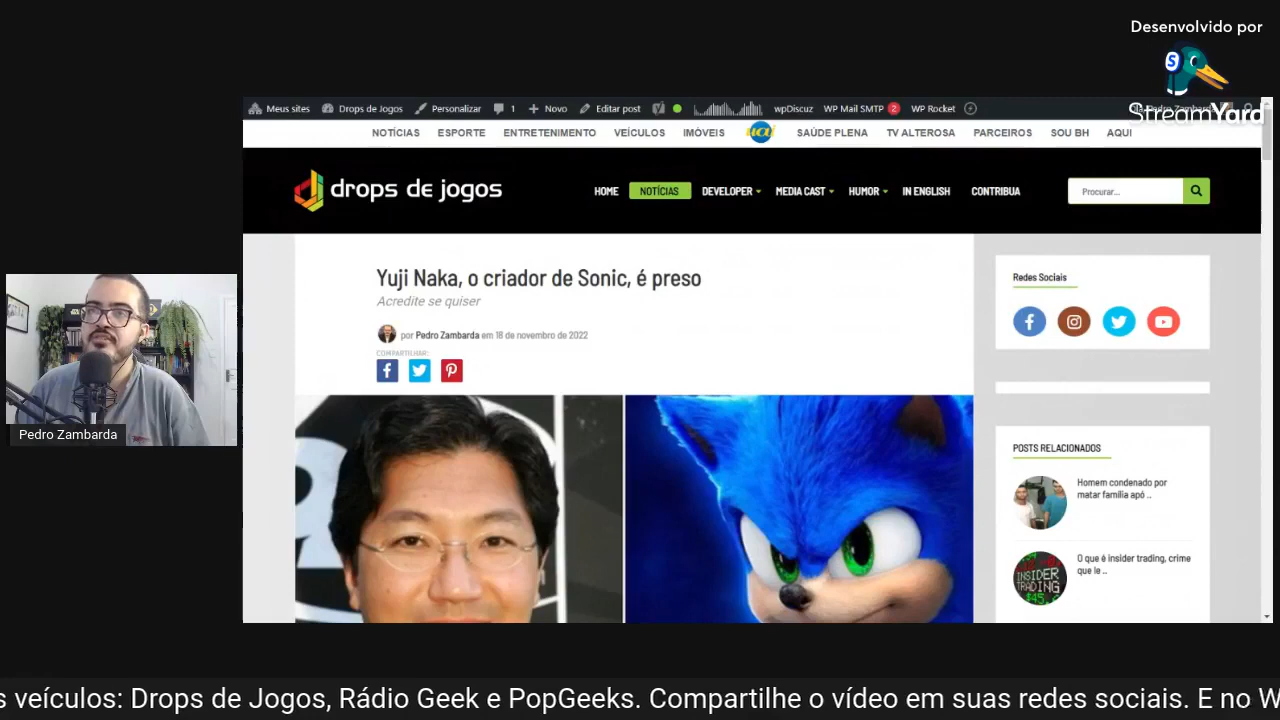 Desenvolvido por
S
StreamYard
Meus sites
Drops de Jogos
Personalizar
1
Novo
Editar post
wpDiscuz
WP Mail SMTP 2
WP Rocket
NOTÍCIAS
ESPORTE
ENTRETENIMENTO
VEÍCULOS
IMÓVEIS
uai
SAÚDE PLENA
TV ALTEROSA
PARCEIROS
SOU BH
AQUI
drops de jogos
HOME
NOTÍCIAS
DEVELOPER
MEDIA CAST
HUMOR
IN ENGLISH
CONTRIBUA
Procurar...
Yuji Naka, o criador de Sonic, é preso
Acredite se quiser
por Pedro Zambarda em 18 de novembro de 2022
COMPARTILHAR:
Redes Sociais
POSTS RELACIONADOS
Homem condenado por
matar família apó ..
O que é insider trading, crime
que le ..
INSIDER
TRADING
Pedro Zambarda
s veículos: Drops de Jogos, Rádio Geek e PopGeeks. Compartilhe o vídeo em suas redes sociais. E no W